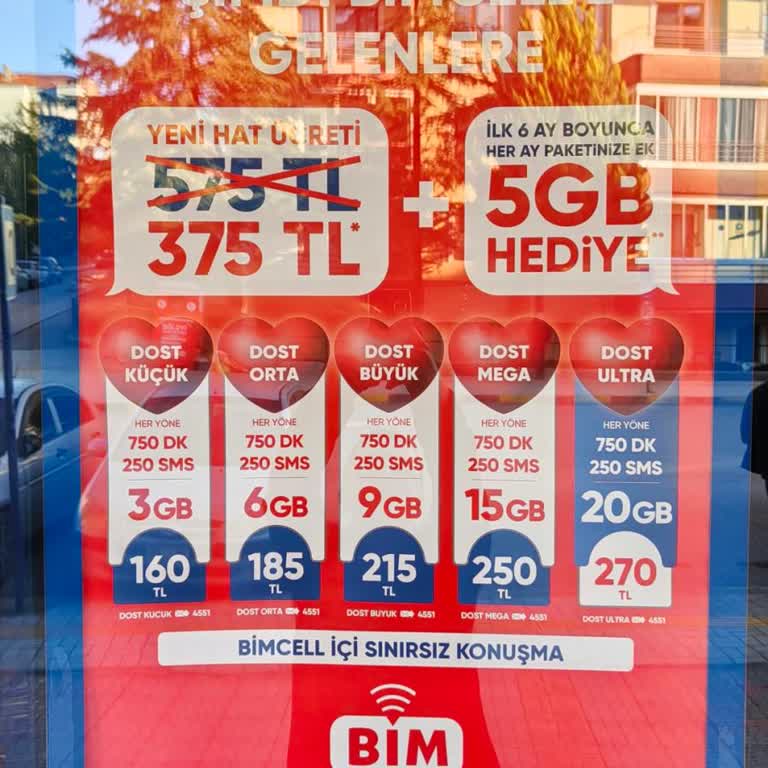 GELENLERE
YENİ HAT ÜCRETİ
575 TL
375 TL*
+
İLK 6 AY BOYUNCA
HER AY PAKETİNİZE EK
5GB
HEDİYE**
DOST
KÜÇÜK
HER YÖNE
750 DK
250 SMS
3GB
160
TL
DOST KUCUK 4551
DOST
ORTA
HER YÖNE
750 DK
250 SMS
6GB
185
TL
DOST ORTA 4551
DOST
BÜYÜK
HER YÖNE
750 DK
250 SMS
9GB
215
TL
DOST BUYUK 4551
DOST
MEGA
HER YÖNE
750 DK
250 SMS
15GB
250
TL
DOST MEGA 4551
DOST
ULTRA
HER YÖNE
750 DK
250 SMS
20GB
270
TL
DOST ULTRA 4551
BİMCELL İÇİ SINIRSIZ KONUŞMA
BİM